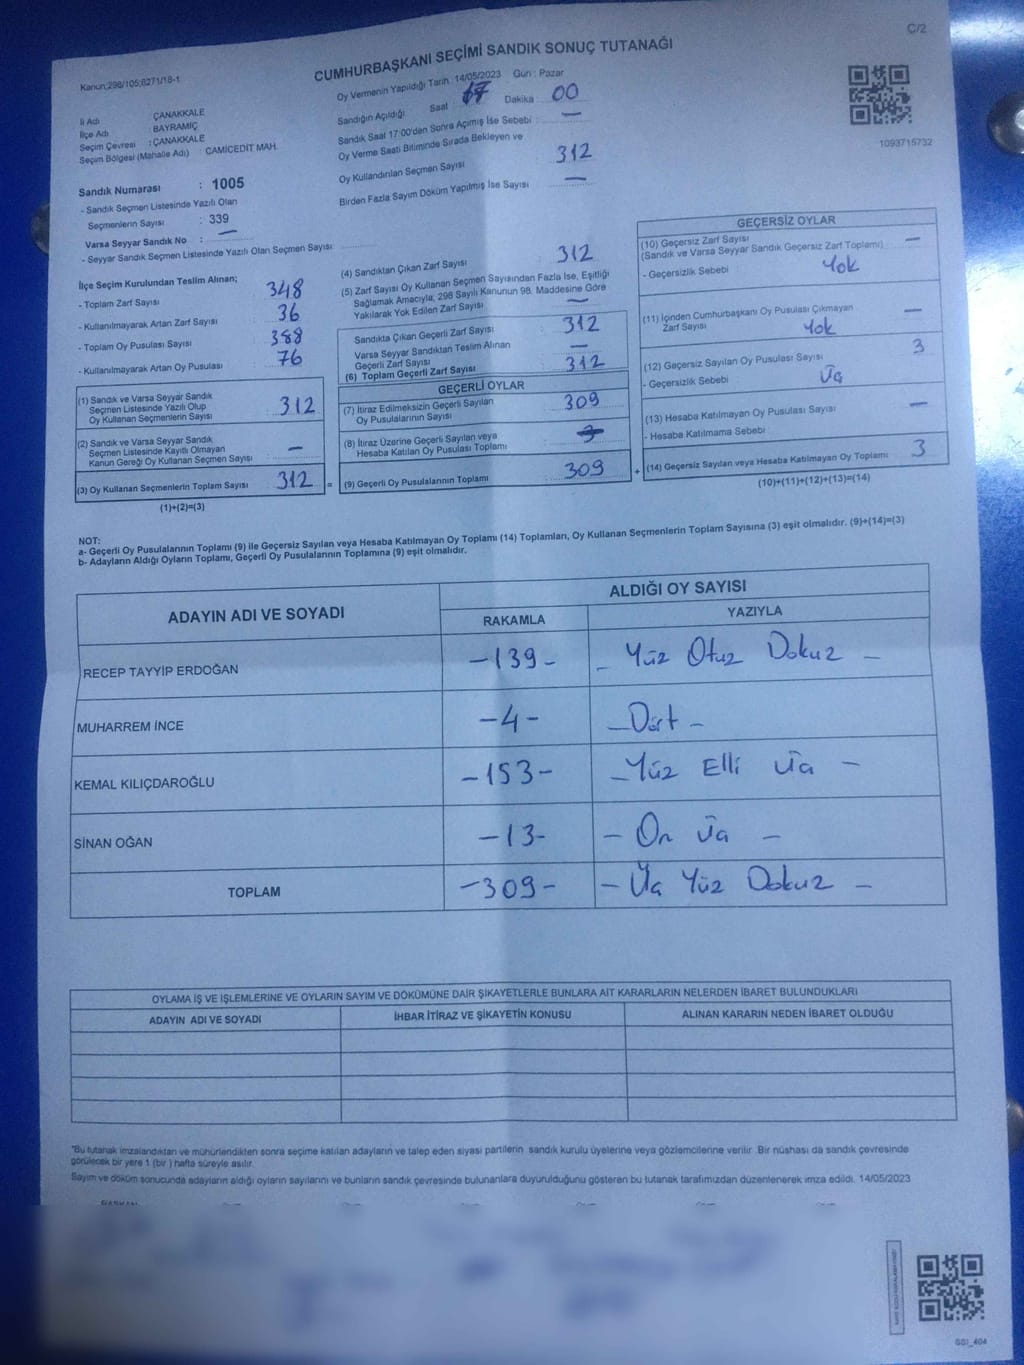 C/2
Kanun:298/105;6271/18-1
CUMHURBAŞKANI SEÇİMİ SANDIK SONUÇ TUTANAĞI
İl Adı ÇANAKKALE
İlçe Adı BAYRAMİÇ
Seçim Çevresi : ÇANAKKALE
Seçim Bölgesi (Mahalle Adı) : CAMİCEDİT MAH.
Sandık Numarası : 1005
- Sandık Seçmen Listesinde Yazılı Olan
Seçmenlerin Sayısı : 339
Varsa Seyyar Sandık No : —
- Seyyar Sandık Seçmen Listesinde Yazılı Olan Seçmen Sayısı
Oy Vermenin Yapıldığı Tarih : 14/05/2023 Gün : Pazar
Sandığın Açıldığı Saat 17 Dakika 00
Sandık Saat 17:00'den Sonra Açılmış İse Sebebi : —
Oy Verme Saati Bitiminde Sırada Bekleyen ve
Oy Kullandırılan Seçmen Sayısı 312
Birden Fazla Sayım Döküm Yapılmış İse Sayısı —
1093715732
İlçe Seçim Kurulundan Teslim Alınan;
- Toplam Zarf Sayısı 348
- Kullanılmayarak Artan Zarf Sayısı 36
- Toplam Oy Pusulası Sayısı 388
- Kullanılmayarak Artan Oy Pusulası 76
(1) Sandık ve Varsa Seyyar Sandık
Seçmen Listesinde Yazılı Olup
Oy Kullanan Seçmenlerin Sayısı : 312
(2) Sandık ve Varsa Seyyar Sandık
Seçmen Listesinde Kayıtlı Olmayan
Kanun Gereği Oy Kullanan Seçmen Sayısı —
(3) Oy Kullanan Seçmenlerin Toplam Sayısı 312 =
(1)+(2)=(3)
(4) Sandıktan Çıkan Zarf Sayısı 312
(5) Zarf Sayısı Oy Kullanan Seçmen Sayısından Fazla İse, Eşitliği
Sağlamak Amacıyla, 298 Sayılı Kanunun 98. Maddesine Göre
Yakılarak Yok Edilen Zarf Sayısı —
Sandıkta Çıkan Geçerli Zarf Sayısı : 312
Varsa Seyyar Sandıktan Teslim Alınan
Geçerli Zarf Sayısı —
(6) Toplam Geçerli Zarf Sayısı : 312
GEÇERLİ OYLAR
(7) İtiraz Edilmeksizin Geçerli Sayılan
Oy Pusulalarının Sayısı : 309
(8) İtiraz Üzerine Geçerli Sayılan veya
Hesaba Katılan Oy Pusulası Toplamı : 3
(9) Geçerli Oy Pusulalarının Toplamı 309 +
GEÇERSİZ OYLAR
(10) Geçersiz Zarf Sayısı —
(Sandık ve Varsa Seyyar Sandık Geçersiz Zarf Toplamı)
- Geçersizlik Sebebi Yok
(11) İçinden Cumhurbaşkanı Oy Pusulası Çıkmayan —
Zarf Sayısı Yok
(12) Geçersiz Sayılan Oy Pusulası Sayısı 3
- Geçersizlik Sebebi Üç
(13) Hesaba Katılmayan Oy Pusulası Sayısı —
- Hesaba Katılmama Sebebi
(14) Geçersiz Sayılan veya Hesaba Katılmayan Oy Toplamı 3
(10)+(11)+(12)+(13)=(14)
NOT:
a- Geçerli Oy Pusulalarının Toplamı (9) ile Geçersiz Sayılan veya Hesaba Katılmayan Oy Toplamı (14) Toplamları, Oy Kullanan Seçmenlerin Toplam Sayısına (3) eşit olmalıdır. (9)+(14)=(3)
b- Adayların Aldığı Oyların Toplamı, Geçerli Oy Pusulalarının Toplamına (9) eşit olmalıdır.
ADAYIN ADI VE SOYADI ALDIĞI OY SAYISI
RAKAMLA YAZIYLA
RECEP TAYYİP ERDOĞAN -139- - Yüz Otuz Dokuz -
MUHARREM İNCE -4- - Dört -
KEMAL KILIÇDAROĞLU -153- - Yüz Elli Üç -
SİNAN OĞAN -13- - On Üç -
TOPLAM -309- - Üç Yüz Dokuz -
OYLAMA İŞ VE İŞLEMLERİNE VE OYLARIN SAYIM VE DÖKÜMÜNE DAİR ŞİKAYETLERLE BUNLARA AİT KARARLARIN NELERDEN İBARET BULUNDUKLARI
ADAYIN ADI VE SOYADI İHBAR İTİRAZ VE ŞİKAYETİN KONUSU ALINAN KARARIN NEDEN İBARET OLDUĞU
*Bu tutanak imzalandıktan ve mühürlendikten sonra seçime katılan adayların ve talep eden siyasi partilerin sandık kurulu üyelerine veya gözlemcilerine verilir. Bir nüshası da sandık çevresinde
görülecek bir yere 1 (bir ) hafta süreyle asılır.
Sayım ve döküm sonucunda adayların aldığı oyların sayılarını ve bunların sandık çevresinde bulunanlara duyurulduğunu gösteren bu tutanak tarafımızdan düzenlenerek imza edildi. 14/05/2023